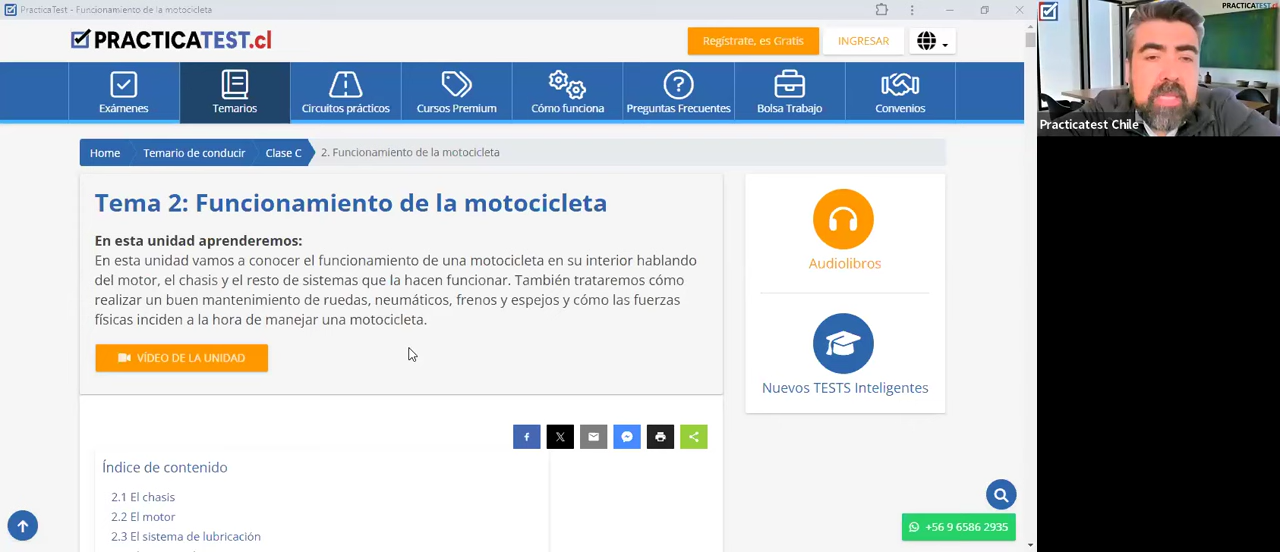 PracticaTest - Funcionamiento de la motocicleta
PRACTICATEST.cl
Regístrate, es Gratis
INGRESAR
Exámenes
Temarios
Circuitos prácticos
Cursos Premium
Cómo funciona
Preguntas Frecuentes
Bolsa Trabajo
Convenios
Home
Temario de conducir
Clase C
2. Funcionamiento de la motocicleta
Tema 2: Funcionamiento de la motocicleta
En esta unidad aprenderemos:
En esta unidad vamos a conocer el funcionamiento de una motocicleta en su interior hablando
del motor, el chasis y el resto de sistemas que la hacen funcionar. También trataremos cómo
realizar un buen mantenimiento de ruedas, neumáticos, frenos y espejos y cómo las fuerzas
físicas inciden a la hora de manejar una motocicleta.
VÍDEO DE LA UNIDAD
Audiolibros
Nuevos TESTS Inteligentes
Índice de contenido
2.1 El chasis
2.2 El motor
2.3 El sistema de lubricación
+56 9 6586 2935
PRACTICATEST.cl
Practicatest Chile